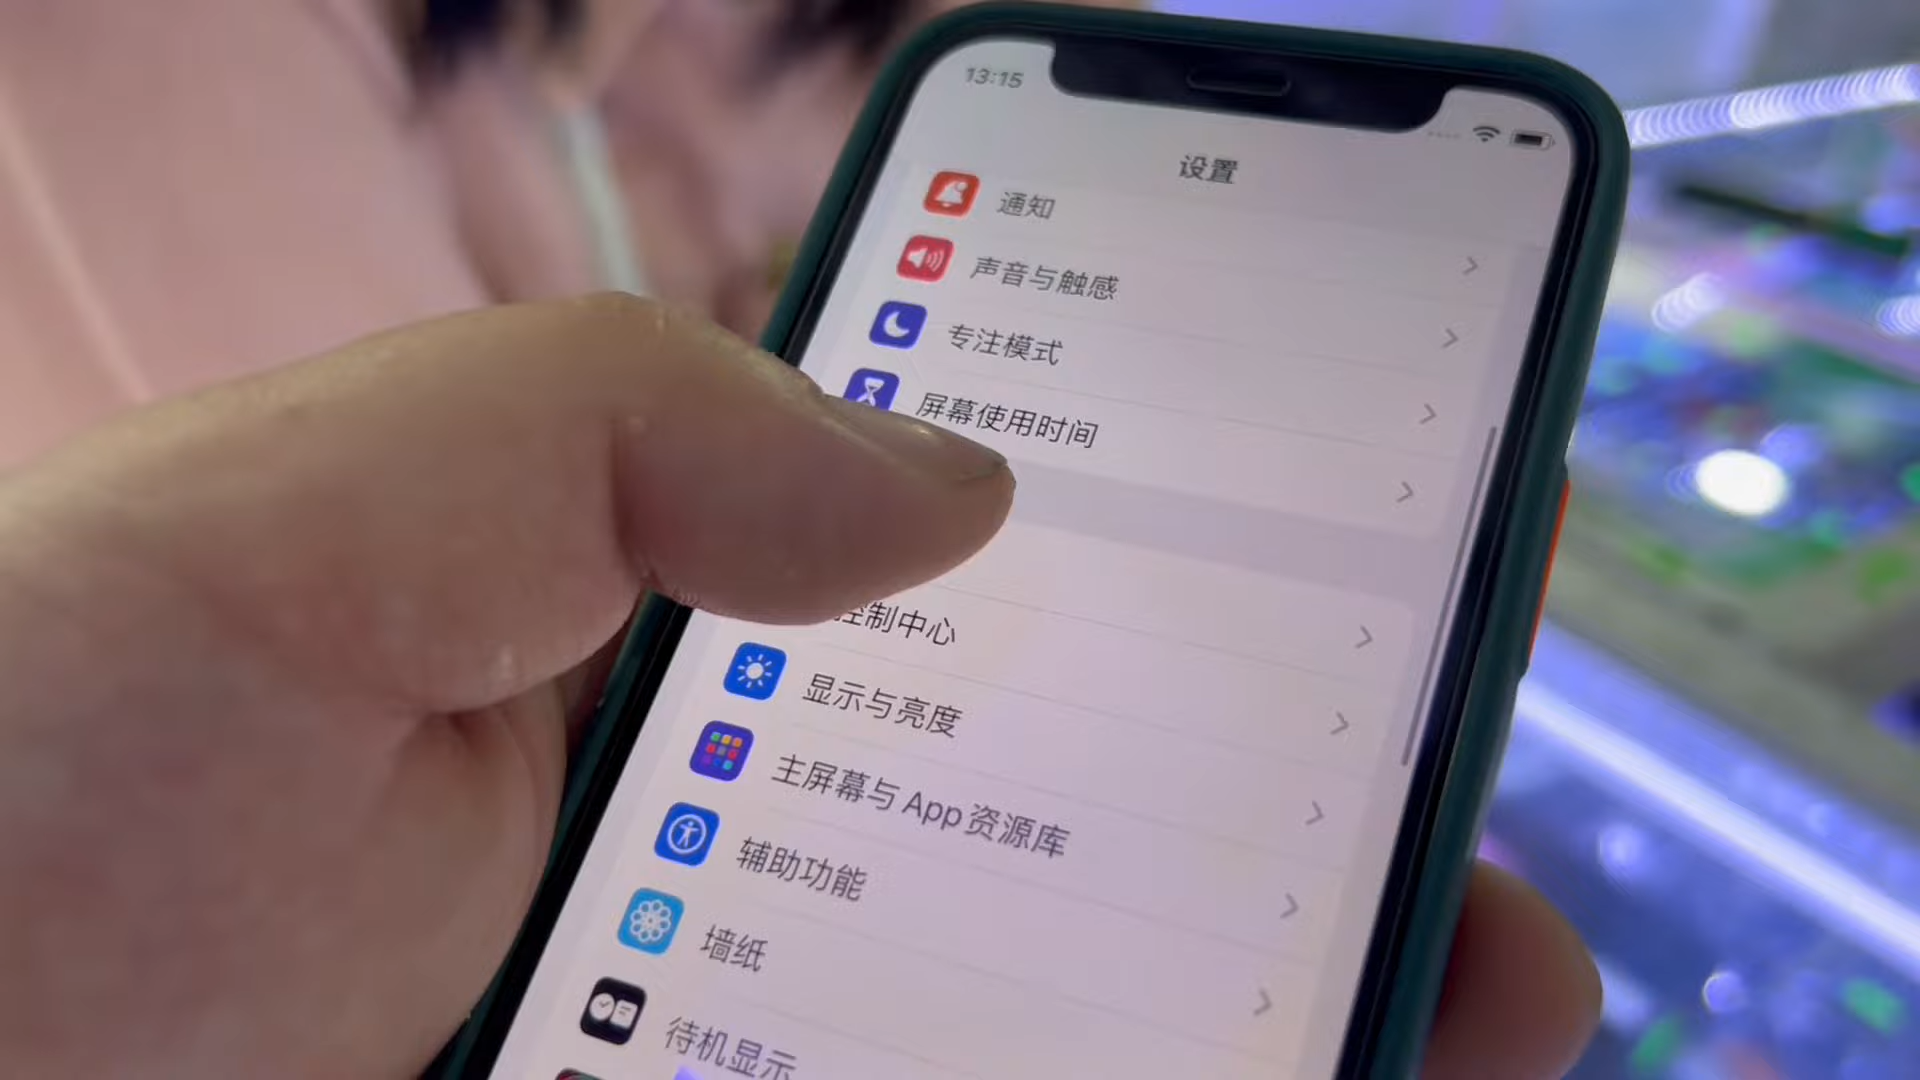 13:15
设置
通知
声音与触感
专注模式
屏幕使用时间
控制中心
显示与亮度
主屏幕与 App 资源库
辅助功能
墙纸
待机显示